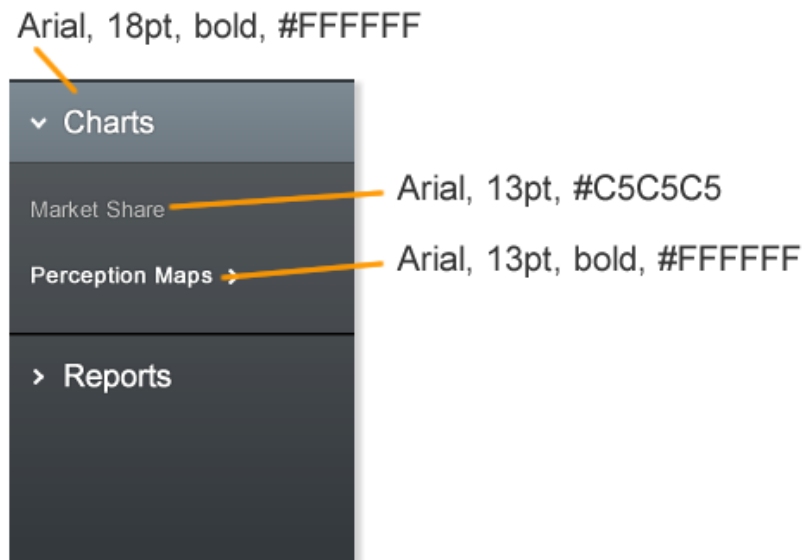 Arial, 18pt, bold, #FFFFFF
Charts
Market Share
Arial, 13pt, #C5C5C5
Perception Maps
Arial, 13pt, bold, #FFFFFF
Reports